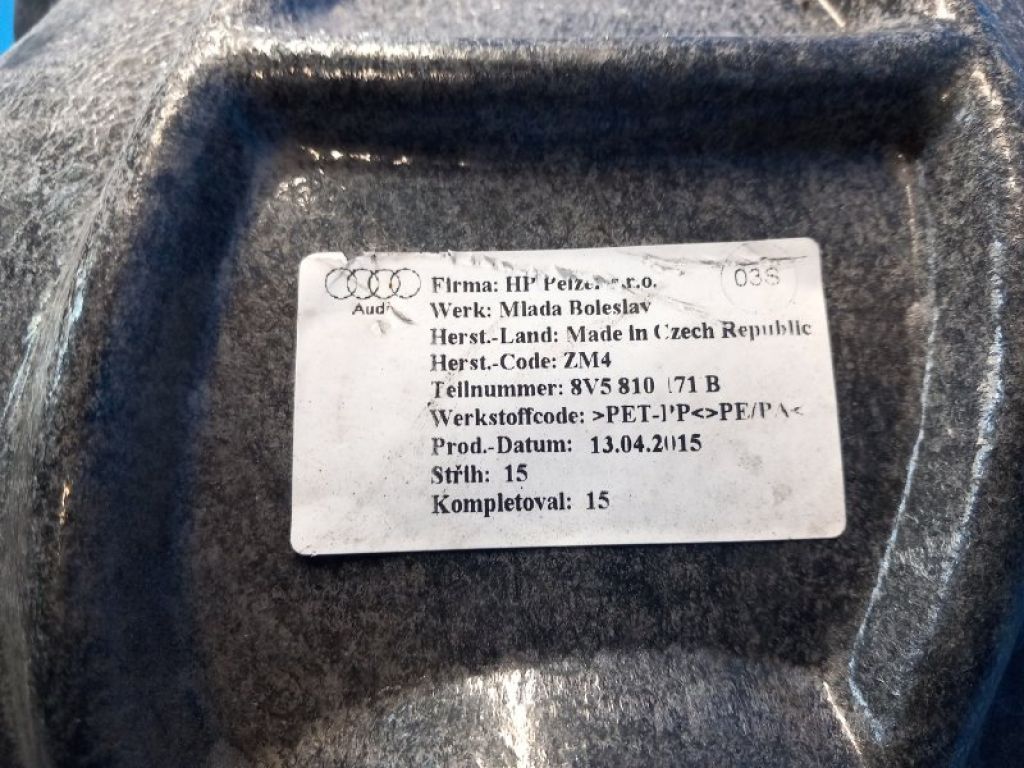 Audi
03S
Firma: HP Pelzer s.r.o.
Werk: Mlada Boleslav
Herst.-Land: Made in Czech Republic
Herst.-Code: ZM4
Teilnummer: 8V5 810 171 B
Werkstoffcode: >PET-PP<>PE/PA<
Prod.-Datum: 13.04.2015
Střih: 15
Kompletoval: 15